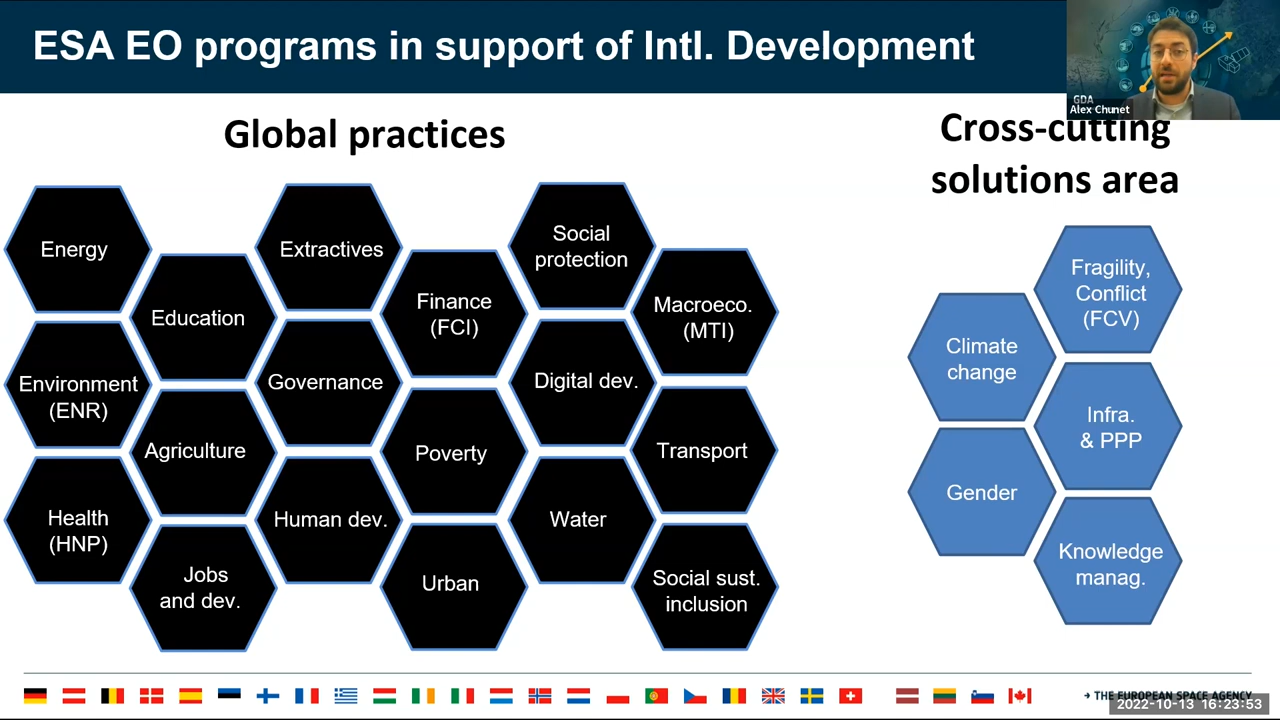 ESA EO programs in support of Intl. Development
GDA
Alex Chunet
Global practices
Cross-cutting
solutions area
Energy
Environment
(ENR)
Health
(HNP)
Education
Agriculture
Jobs
and dev.
Extractives
Governance
Human dev.
Finance
(FCI)
Poverty
Urban
Social
protection
Digital dev.
Water
Macroeco.
(MTI)
Transport
Social sust.
inclusion
Climate
change
Gender
Fragility,
Conflict
(FCV)
Infra.
& PPP
Knowledge
manag.
→ THE EUROPEAN SPACE AGENCY
2022-10-13 16:23:53